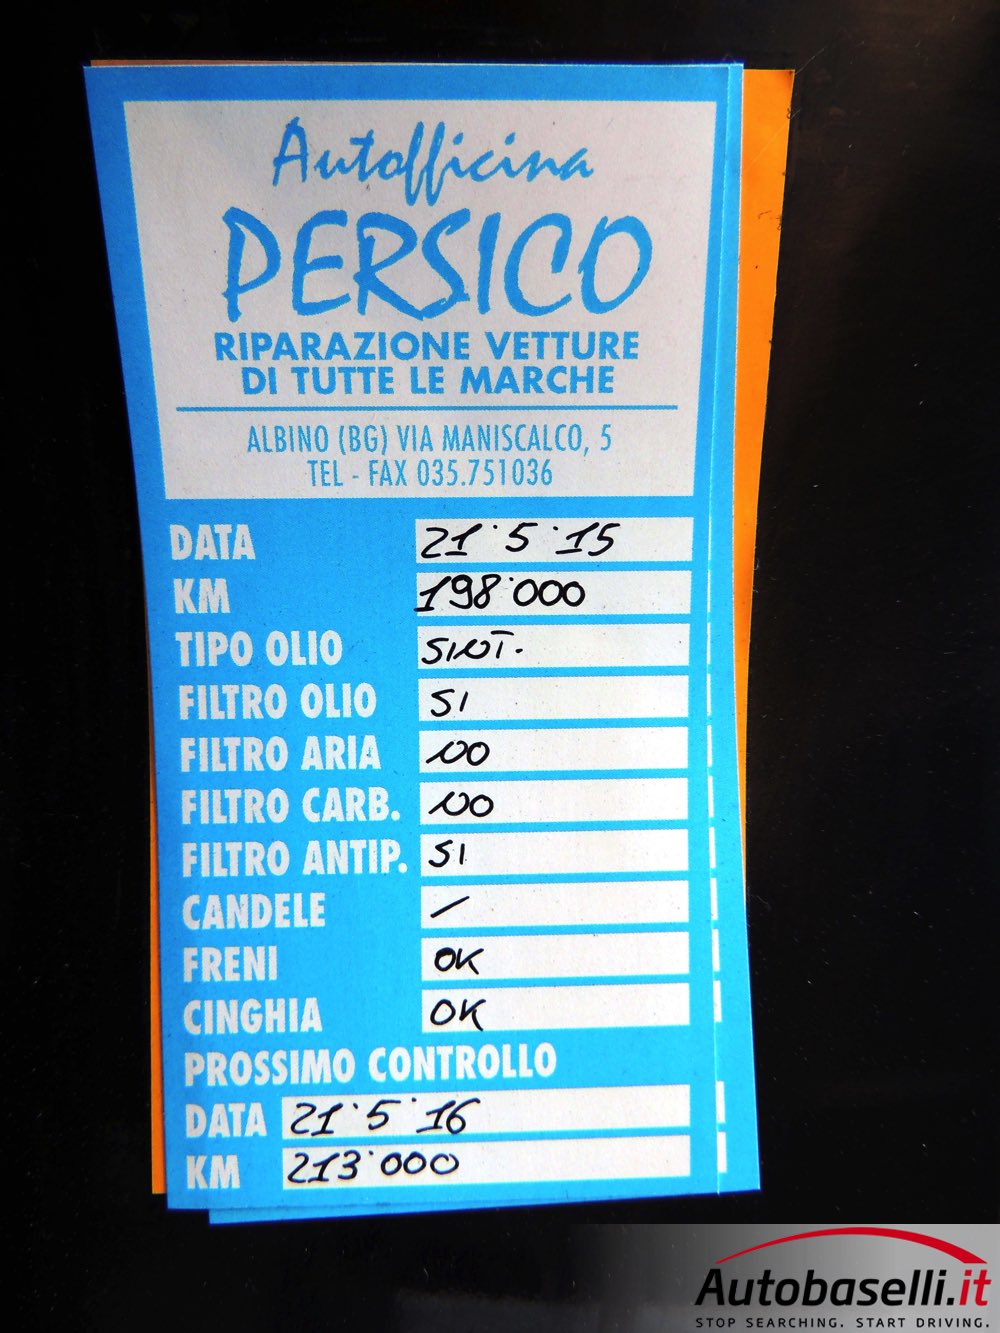 Autofficina
PERSICO
RIPARAZIONE VETTURE
DI TUTTE LE MARCHE
ALBINO (BG) VIA MANISCALCO, 5
TEL - FAX 035.751036
DATA 21·5·15
KM 198·000
TIPO OLIO SINT.
FILTRO OLIO SI
FILTRO ARIA NO
FILTRO CARB. NO
FILTRO ANTIP. SI
CANDELE /
FRENI OK
CINGHIA OK
PROSSIMO CONTROLLO
DATA 21·5·16
KM 213·000
Autobaselli.it
STOP SEARCHING. START DRIVING.